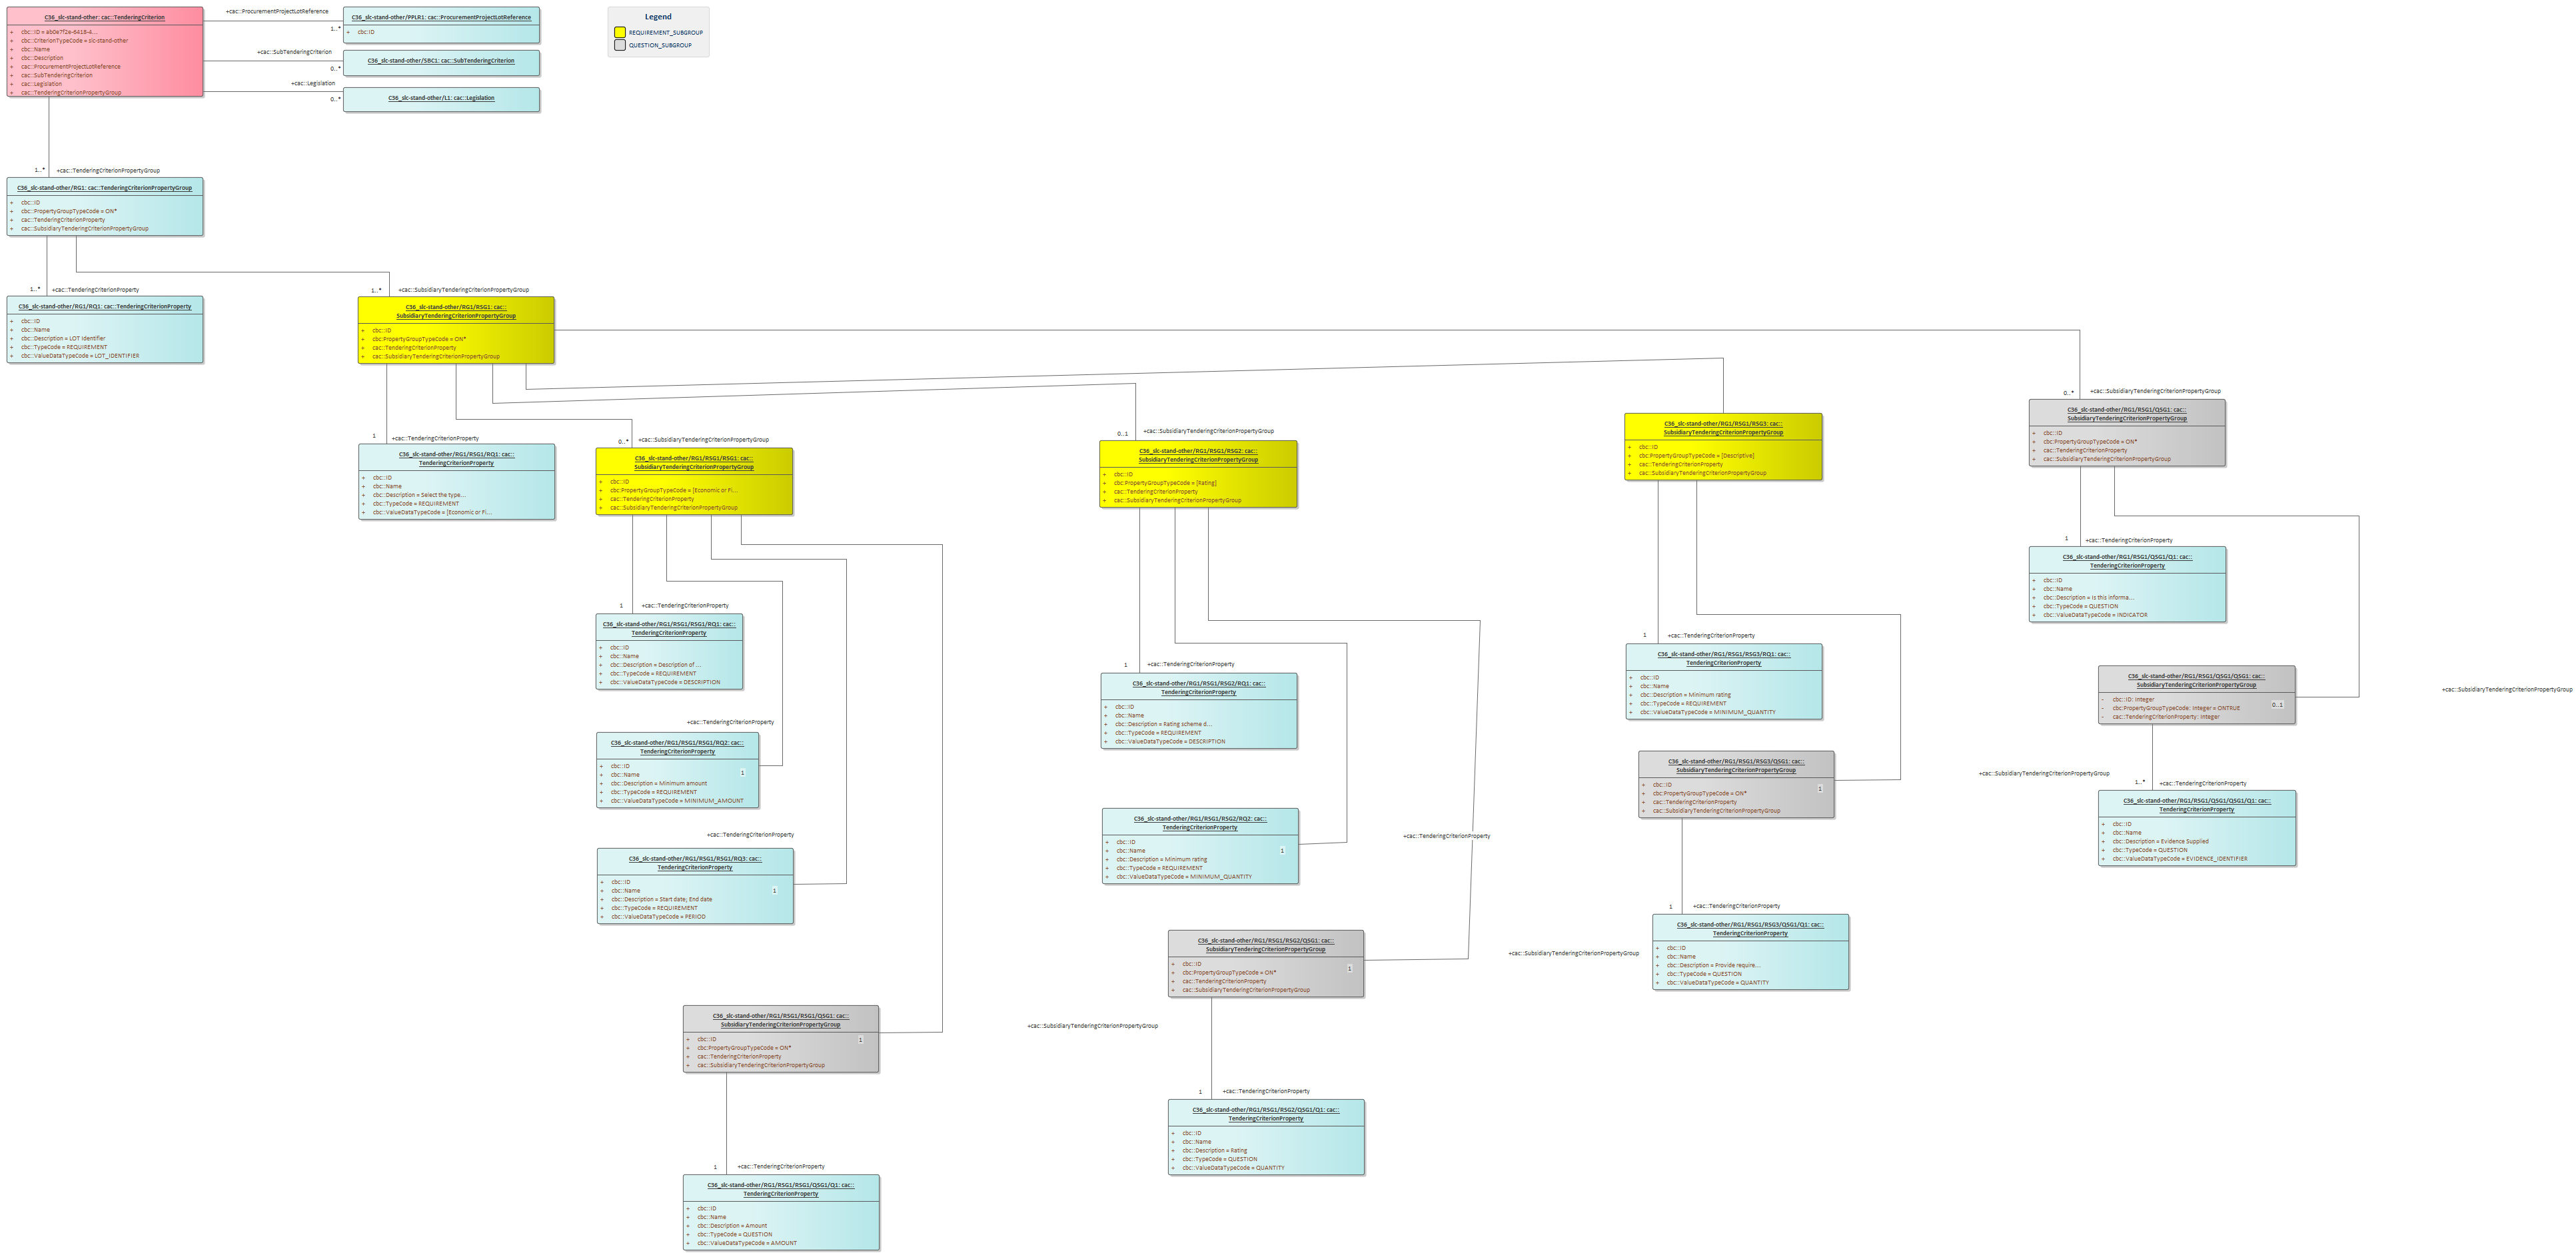 C36_slc-stand-other: cac::TenderingCriterion
+ cbc::ID = ab0e7f2e-6418-4...
+ cbc::CriterionTypeCode = slc-stand-other
+ cbc::Name
+ cbc::Description
+ cac::ProcurementProjectLotReference
+ cac::SubTenderingCriterion
+ cac::Legislation
+ cac::TenderingCriterionPropertyGroup
+cac::ProcurementProjectLotReference
1..*
C36_slc-stand-other/PPLR1: cac::ProcurementProjectLotReference
+ cbc::ID
+cac::SubTenderingCriterion
0..*
C36_slc-stand-other/SBC1: cac::SubTenderingCriterion
+cac::Legislation
0..*
C36_slc-stand-other/L1: cac::Legislation
Legend
REQUIREMENT_SUBGROUP
QUESTION_SUBGROUP
1..* +cac::TenderingCriterionPropertyGroup
C36_slc-stand-other/RG1: cac::TenderingCriterionPropertyGroup
+ cbc::ID
+ cbc::PropertyGroupTypeCode = ON*
+ cac::TenderingCriterionProperty
+ cac::SubsidiaryTenderingCriterionPropertyGroup
1..* +cac::TenderingCriterionProperty
C36_slc-stand-other/RG1/RQ1: cac::TenderingCriterionProperty
+ cbc::ID
+ cbc::Name
+ cbc::Description = LOT Identifier
+ cbc::TypeCode = REQUIREMENT
+ cbc::ValueDataTypeCode = LOT_IDENTIFIER
1..* +cac::SubsidiaryTenderingCriterionPropertyGroup
C36_slc-stand-other/RG1/RSG1: cac::
SubsidiaryTenderingCriterionPropertyGroup
+ cbc::ID
+ cbc:PropertyGroupTypeCode = ON*
+ cac::TenderingCriterionProperty
+ cac::SubsidiaryTenderingCriterionPropertyGroup
1 +cac::TenderingCriterionProperty
C36_slc-stand-other/RG1/RSG1/RQ1: cac::
TenderingCriterionProperty
+ cbc::ID
+ cbc::Name
+ cbc::Description = Select the type...
+ cbc::TypeCode = REQUIREMENT
+ cbc::ValueDataTypeCode = [Economic or Fi...
0..* +cac::SubsidiaryTenderingCriterionPropertyGroup
C36_slc-stand-other/RG1/RSG1/RSG1: cac::
SubsidiaryTenderingCriterionPropertyGroup
+ cbc::ID
+ cbc:PropertyGroupTypeCode = [Economic or Fi...
+ cac::TenderingCriterionProperty
+ cac::SubsidiaryTenderingCriterionPropertyGroup
1 +cac::TenderingCriterionProperty
C36_slc-stand-other/RG1/RSG1/RSG1/RQ1: cac::
TenderingCriterionProperty
+ cbc::ID
+ cbc::Name
+ cbc::Description = Description of ...
+ cbc::TypeCode = REQUIREMENT
+ cbc::ValueDataTypeCode = DESCRIPTION
+cac::TenderingCriterionProperty
C36_slc-stand-other/RG1/RSG1/RSG1/RQ2: cac::
TenderingCriterionProperty
+ cbc::ID
+ cbc::Name
1
+ cbc::Description = Minimum amount
+ cbc::TypeCode = REQUIREMENT
+ cbc::ValueDataTypeCode = MINIMUM_AMOUNT
+cac::TenderingCriterionProperty
C36_slc-stand-other/RG1/RSG1/RSG1/RQ3: cac::
TenderingCriterionProperty
+ cbc::ID
+ cbc::Name
1
+ cbc::Description = Start date; End date
+ cbc::TypeCode = REQUIREMENT
+ cbc::ValueDataTypeCode = PERIOD
C36_slc-stand-other/RG1/RSG1/RSG1/QSG1: cac::
SubsidiaryTenderingCriterionPropertyGroup
+ cbc::ID
1
+ cbc:PropertyGroupTypeCode = ON*
+ cac::TenderingCriterionProperty
+ cac::SubsidiaryTenderingCriterionPropertyGroup
+cac::SubsidiaryTenderingCriterionPropertyGroup
1 +cac::TenderingCriterionProperty
C36_slc-stand-other/RG1/RSG1/RSG1/QSG1/Q1: cac::
TenderingCriterionProperty
+ cbc::ID
+ cbc::Name
+ cbc::Description = Amount
+ cbc::TypeCode = QUESTION
+ cbc::ValueDataTypeCode = AMOUNT
0..1 +cac::SubsidiaryTenderingCriterionPropertyGroup
C36_slc-stand-other/RG1/RSG1/RSG2: cac::
SubsidiaryTenderingCriterionPropertyGroup
+ cbc::ID
+ cbc:PropertyGroupTypeCode = [Rating]
+ cac::TenderingCriterionProperty
+ cac::SubsidiaryTenderingCriterionPropertyGroup
1 +cac::TenderingCriterionProperty
C36_slc-stand-other/RG1/RSG1/RSG2/RQ1: cac::
TenderingCriterionProperty
+ cbc::ID
+ cbc::Name
+ cbc::Description = Rating scheme d...
+ cbc::TypeCode = REQUIREMENT
+ cbc::ValueDataTypeCode = DESCRIPTION
C36_slc-stand-other/RG1/RSG1/RSG2/RQ2: cac::
TenderingCriterionProperty
+ cbc::ID
+ cbc::Name
1
+ cbc::Description = Minimum rating
+ cbc::TypeCode = REQUIREMENT
+ cbc::ValueDataTypeCode = MINIMUM_QUANTITY
+cac::TenderingCriterionProperty
C36_slc-stand-other/RG1/RSG1/RSG2/QSG1: cac::
SubsidiaryTenderingCriterionPropertyGroup
+ cbc::ID
1
+ cbc:PropertyGroupTypeCode = ON*
+ cac::TenderingCriterionProperty
+ cac::SubsidiaryTenderingCriterionPropertyGroup
+cac::SubsidiaryTenderingCriterionPropertyGroup
1 +cac::TenderingCriterionProperty
C36_slc-stand-other/RG1/RSG1/RSG2/QSG1/Q1: cac::
TenderingCriterionProperty
+ cbc::ID
+ cbc::Name
+ cbc::Description = Rating
+ cbc::TypeCode = QUESTION
+ cbc::ValueDataTypeCode = QUANTITY
C36_slc-stand-other/RG1/RSG1/RSG3: cac::
SubsidiaryTenderingCriterionPropertyGroup
+ cbc::ID
+ cbc:PropertyGroupTypeCode = [Descriptive]
+ cac::TenderingCriterionProperty
+ cac::SubsidiaryTenderingCriterionPropertyGroup
1 +cac::TenderingCriterionProperty
C36_slc-stand-other/RG1/RSG1/RSG3/RQ1: cac::
TenderingCriterionProperty
+ cbc::ID
+ cbc::Name
+ cbc::Description = Minimum rating
+ cbc::TypeCode = REQUIREMENT
+ cbc::ValueDataTypeCode = MINIMUM_QUANTITY
C36_slc-stand-other/RG1/RSG1/RSG3/QSG1: cac::
SubsidiaryTenderingCriterionPropertyGroup
+ cbc::ID
1
+ cbc:PropertyGroupTypeCode = ON*
+ cac::TenderingCriterionProperty
+ cac::SubsidiaryTenderingCriterionPropertyGroup
+cac::SubsidiaryTenderingCriterionPropertyGroup
1 +cac::TenderingCriterionProperty
C36_slc-stand-other/RG1/RSG1/RSG3/QSG1/Q1: cac::
TenderingCriterionProperty
+ cbc::ID
+ cbc::Name
+ cbc::Description = Provide require...
+ cbc::TypeCode = QUESTION
+ cbc::ValueDataTypeCode = QUANTITY
0..* +cac::SubsidiaryTenderingCriterionPropertyGroup
C36_slc-stand-other/RG1/RSG1/QSG1: cac::
SubsidiaryTenderingCriterionPropertyGroup
+ cbc::ID
+ cbc:PropertyGroupTypeCode = ON*
+ cac::TenderingCriterionProperty
+ cac::SubsidiaryTenderingCriterionPropertyGroup
1 +cac::TenderingCriterionProperty
C36_slc-stand-other/RG1/RSG1/QSG1/Q1: cac::
TenderingCriterionProperty
+ cbc::ID
+ cbc::Name
+ cbc::Description = Is this informa...
+ cbc::TypeCode = QUESTION
+ cbc::ValueDataTypeCode = INDICATOR
C36_slc-stand-other/RG1/RSG1/QSG1/QSG1: cac::
SubsidiaryTenderingCriterionPropertyGroup
- cbc::ID: Integer
- cbc:PropertyGroupTypeCode: Integer = ONTRUE
- cac::TenderingCriterionProperty: Integer
0..1
+cac::SubsidiaryTenderingCriterionPropertyGroup
+cac::SubsidiaryTenderingCriterionPropertyGroup
1..* +cac::TenderingCriterionProperty
C36_slc-stand-other/RG1/RSG1/QSG1/QSG1/Q1: cac::
TenderingCriterionProperty
+ cbc::ID
+ cbc::Name
+ cbc::Description = Evidence Supplied
+ cbc::TypeCode = QUESTION
+ cbc::ValueDataTypeCode = EVIDENCE_IDENTIFIER